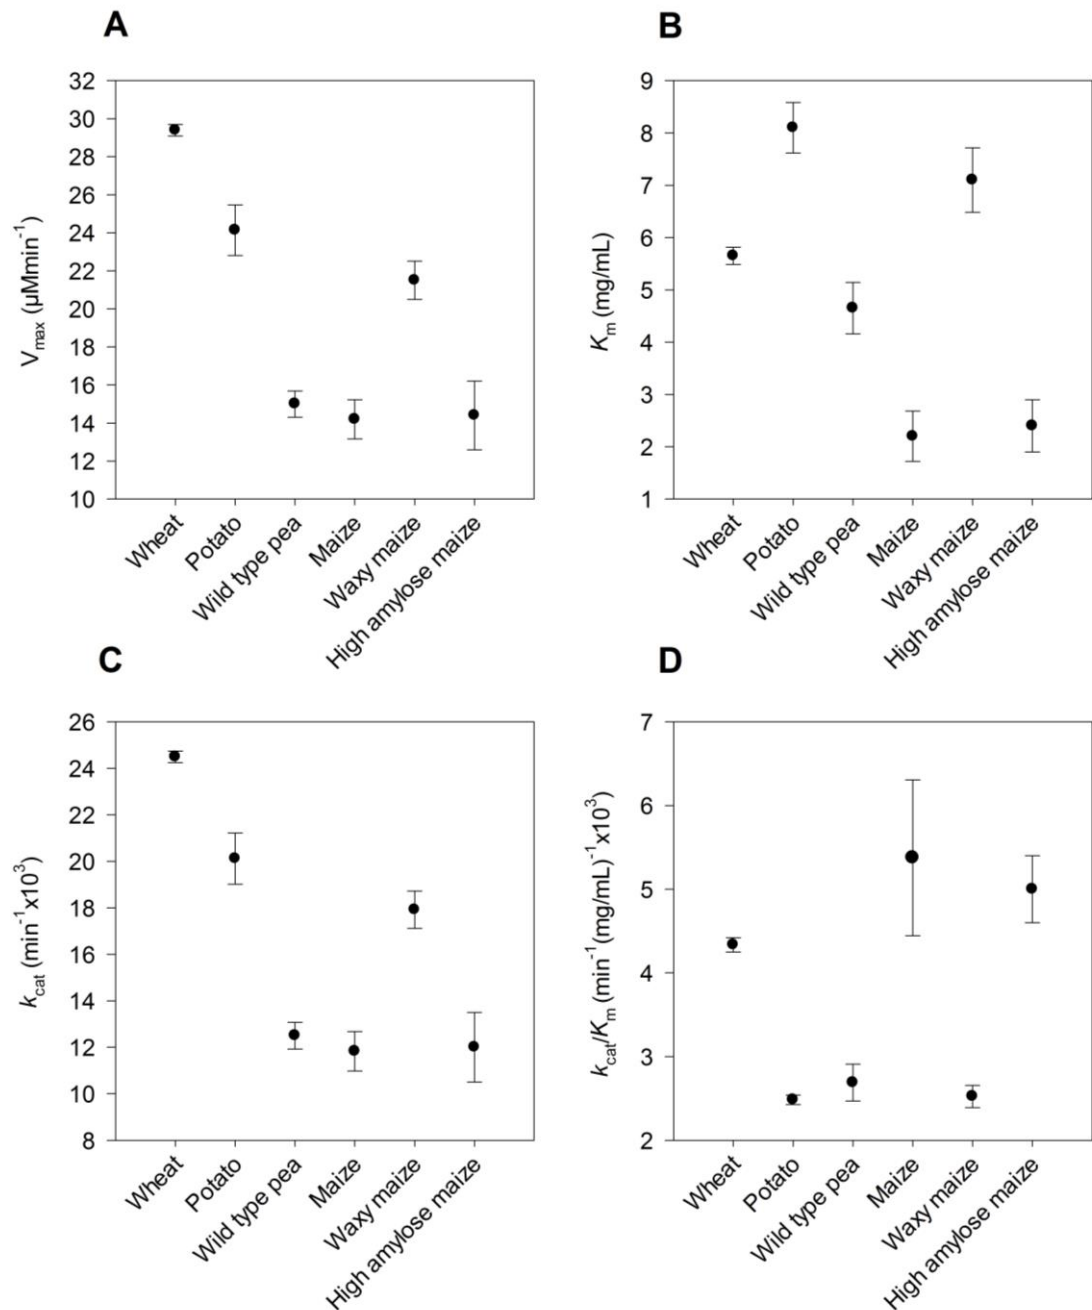 A
32
30
28
26
24
22
20
18
16
14
12
10
Vmax (µMmin⁻¹)
Wheat
Potato
Wild type pea
Maize
Waxy maize
High amylose maize
B
9
8
7
6
5
4
3
2
1
Km (mg/mL)
Wheat
Potato
Wild type pea
Maize
Waxy maize
High amylose maize
C
26
24
22
20
18
16
14
12
10
8
kcat (min⁻¹x10³)
Wheat
Potato
Wild type pea
Maize
Waxy maize
High amylose maize
D
7
6
5
4
3
2
kcat/Km (min⁻¹(mg/mL)⁻¹x10³)
Wheat
Potato
Wild type pea
Maize
Waxy maize
High amylose maize